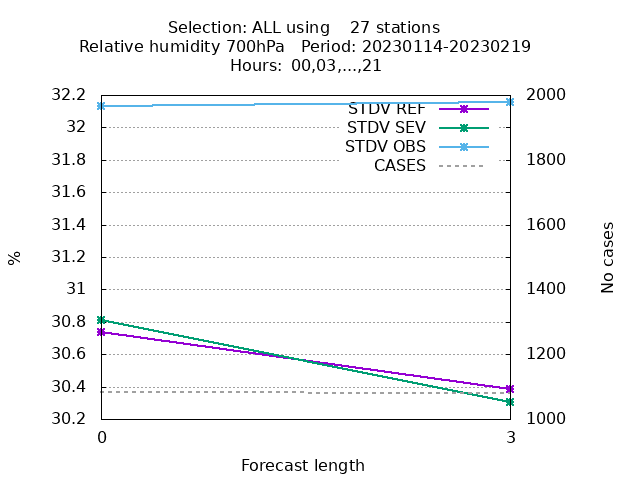 Selection: ALL using    27 stations
Relative humidity 700hPa   Period: 20230114-20230219
Hours:  00,03,...,21
32.2
32
31.8
31.6
31.4
31.2
31
30.8
30.6
30.4
30.2
2000
1800
1600
1400
1200
1000
STDV REF
STDV SEV
STDV OBS
CASES
%
No cases
0
3
Forecast length